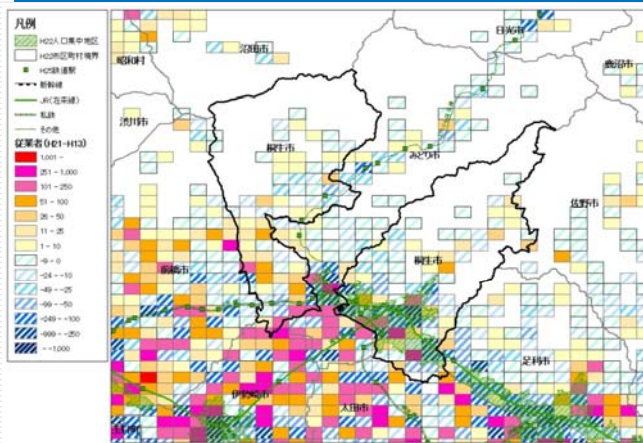 凡例
H22人口集中地区
H22市区町村境界
H25鉄道駅
新幹線
JR(在来線)
私鉄
その他
従業者(H21-H13)
1,001 -
251 - 1,000
101 - 250
51 - 100
26 - 50
11 - 25
1 - 10
-9 - 0
-24 - -10
-49 - -25
-99 - -50
-249 - -100
-999 - -250
- -1,000
日光市
沼田市
昭和村
鹿沼市
渋川市
桐生市
みどり市
佐野市
前橋市
桐生市
足利市
伊勢崎市
太田市